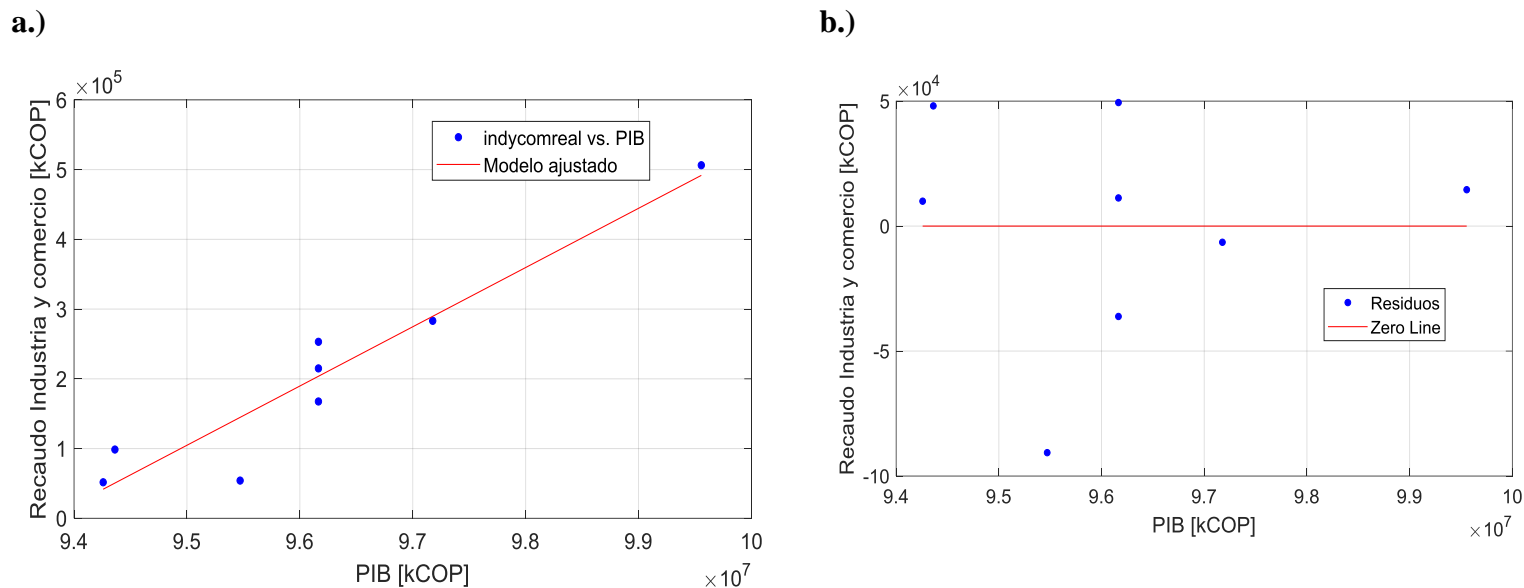 a.)
×10^5
Recaudo Industria y comercio [kCOP]
6
5
4
3
2
1
0
indycomreal vs. PIB
Modelo ajustado
9.4 9.5 9.6 9.7 9.8 9.9 10
PIB [kCOP]
×10^7
b.)
×10^4
Recaudo Industria y comercio [kCOP]
5
0
-5
-10
Residuos
Zero Line
9.4 9.5 9.6 9.7 9.8 9.9 10
PIB [kCOP]
×10^7